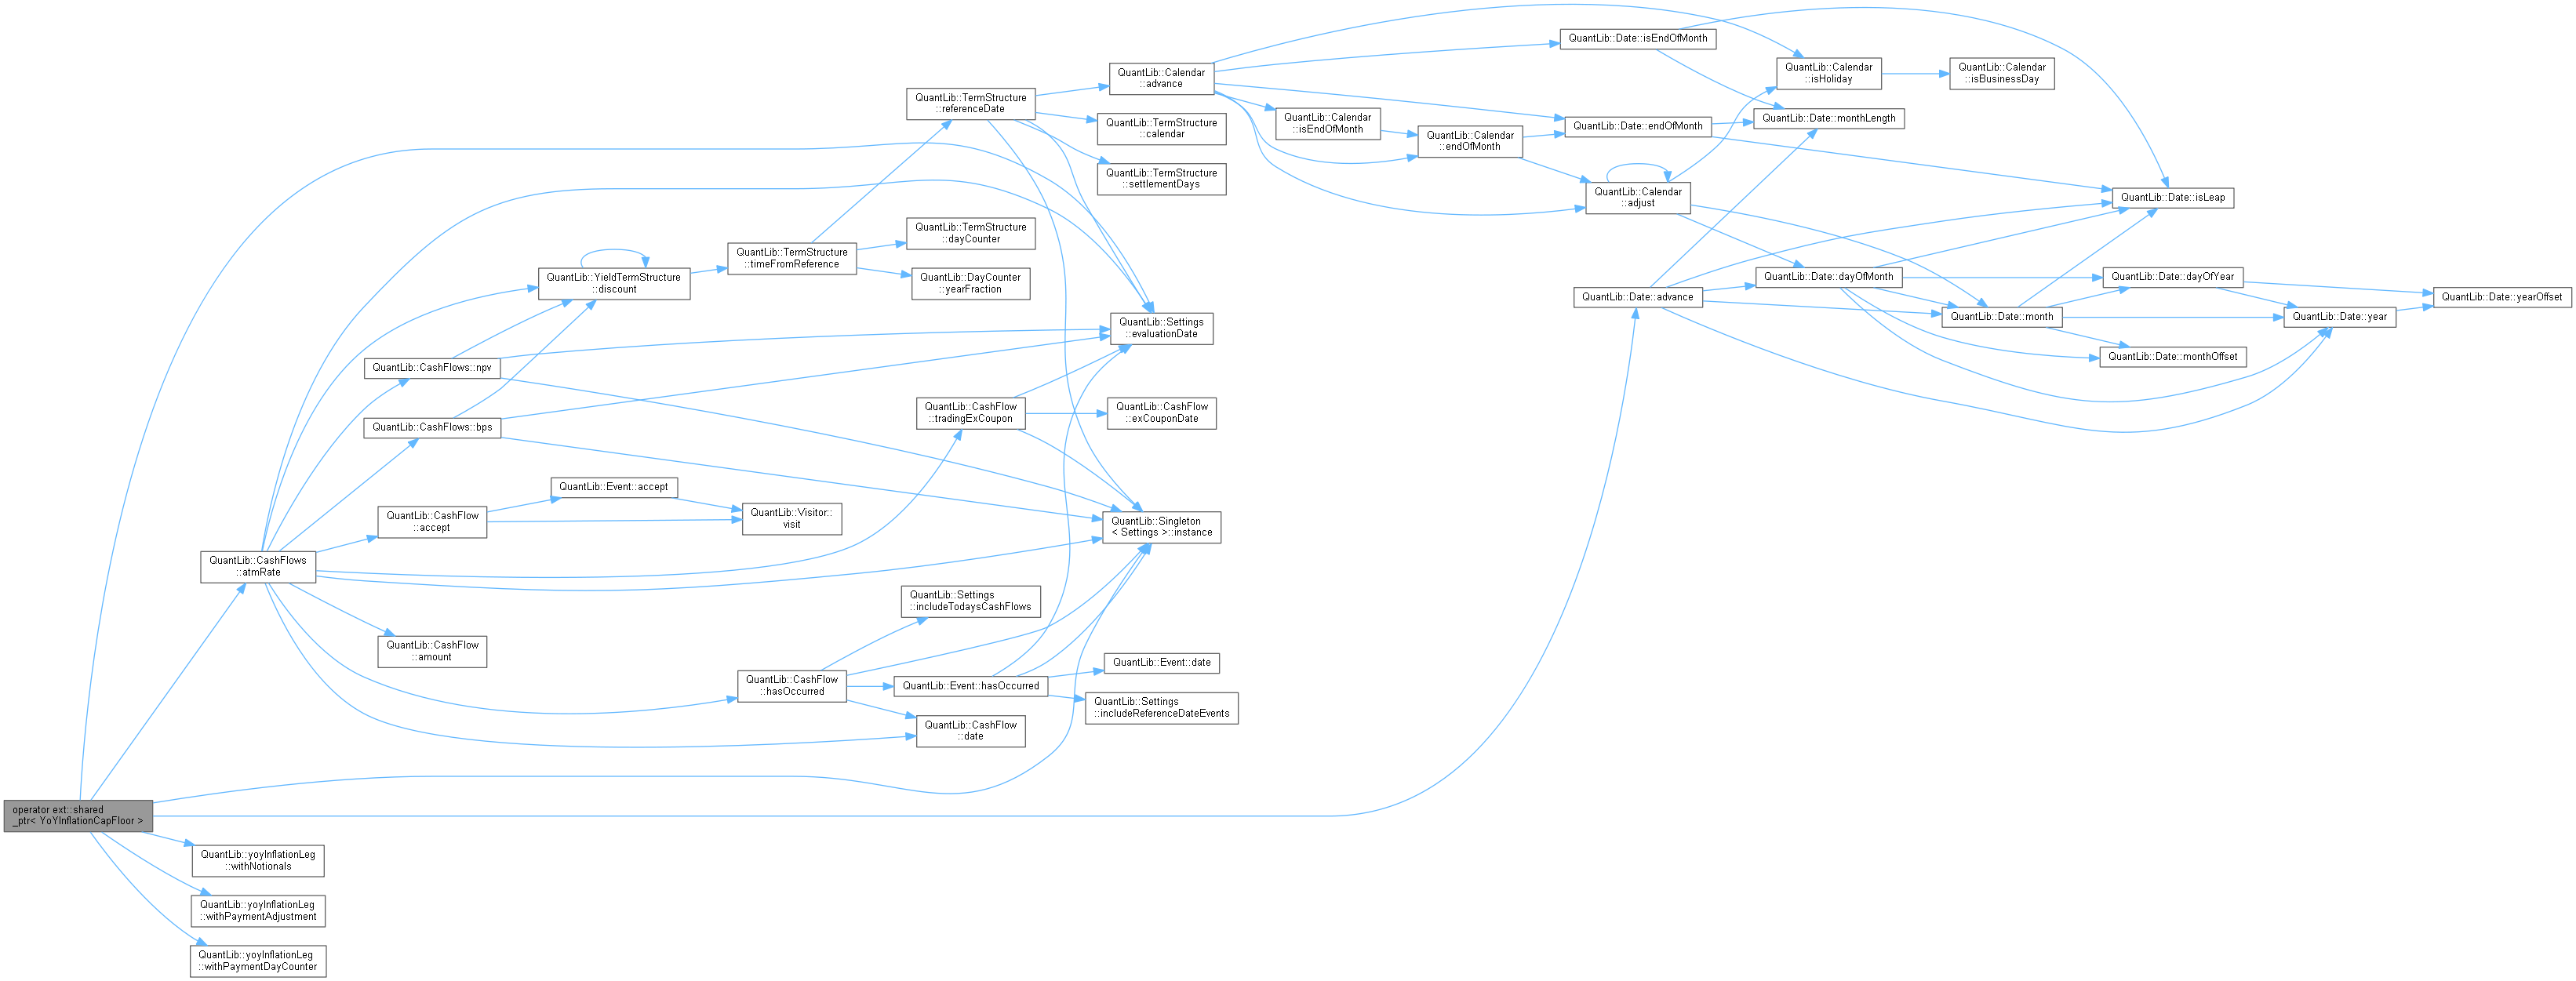 operator ext::shared
_ptr< YoYInflationCapFloor >
QuantLib::CashFlows
::atmRate
QuantLib::yoyInflationLeg
::withNotionals
QuantLib::yoyInflationLeg
::withPaymentAdjustment
QuantLib::yoyInflationLeg
::withPaymentDayCounter
QuantLib::CashFlows::npv
QuantLib::CashFlows::bps
QuantLib::CashFlow
::accept
QuantLib::CashFlow
::amount
QuantLib::YieldTermStructure
::discount
QuantLib::Event::accept
QuantLib::Visitor::
visit
QuantLib::TermStructure
::timeFromReference
QuantLib::CashFlow
::hasOccurred
QuantLib::TermStructure
::referenceDate
QuantLib::TermStructure
::dayCounter
QuantLib::DayCounter
::yearFraction
QuantLib::CashFlow
::tradingExCoupon
QuantLib::Settings
::includeTodaysCashFlows
QuantLib::Event::hasOccurred
QuantLib::CashFlow
::date
QuantLib::Calendar
::advance
QuantLib::TermStructure
::calendar
QuantLib::TermStructure
::settlementDays
QuantLib::Settings
::evaluationDate
QuantLib::CashFlow
::exCouponDate
QuantLib::Singleton
< Settings >::instance
QuantLib::Event::date
QuantLib::Settings
::includeReferenceDateEvents
QuantLib::Calendar
::isEndOfMonth
QuantLib::Calendar
::endOfMonth
QuantLib::Date::isEndOfMonth
QuantLib::Date::endOfMonth
QuantLib::Calendar
::adjust
QuantLib::Date::advance
QuantLib::Calendar
::isHoliday
QuantLib::Date::monthLength
QuantLib::Date::dayOfMonth
QuantLib::Calendar
::isBusinessDay
QuantLib::Date::month
QuantLib::Date::isLeap
QuantLib::Date::dayOfYear
QuantLib::Date::monthOffset
QuantLib::Date::year
QuantLib::Date::yearOffset